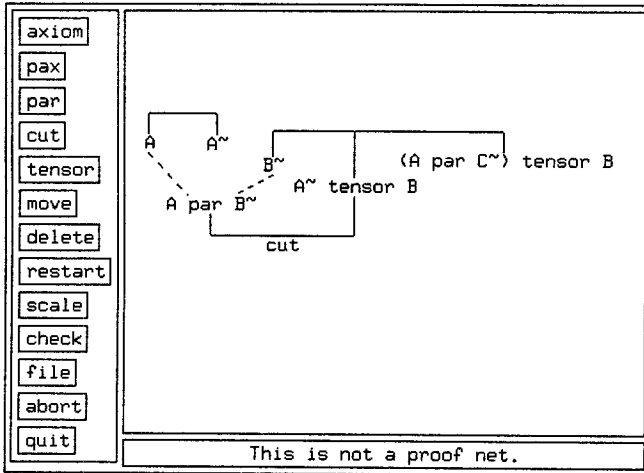 axiom
pax
par
cut
tensor
move
delete
restart
scale
check
file
abort
quit
A A~
B~ (A par C~) tensor B
A~ tensor B
A par B~
cut
This is not a proof net.